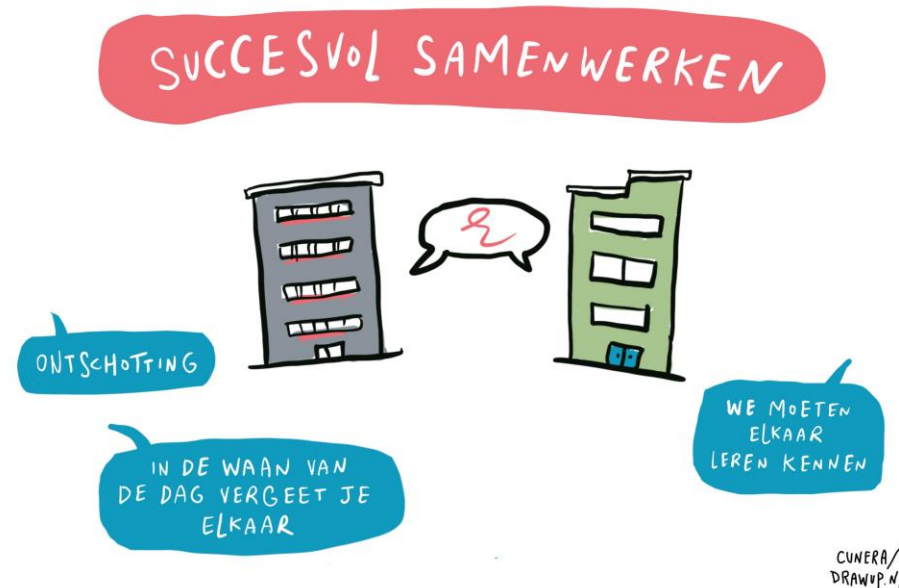 SUCCESVOL SAMENWERKEN
ONTSCHOTTING
IN DE WAAN VAN
DE DAG VERGEET JE
ELKAAR
WE MOETEN
ELKAAR
LEREN KENNEN
CUNERA/
DRAWUP.N